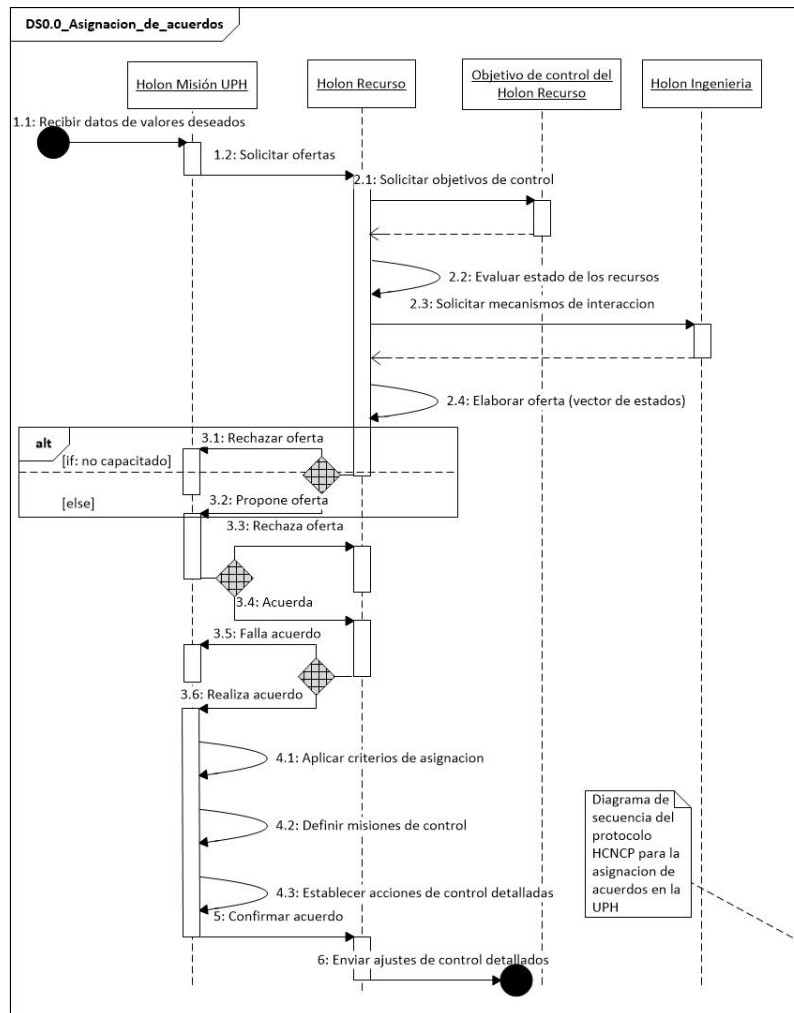 DS0.0_Asignacion_de_acuerdos
Holon Misión UPH
Holon Recurso
Objetivo de control del
Holon Recurso
Holon Ingenieria
1.1: Recibir datos de valores deseados
1.2: Solicitar ofertas
2.1: Solicitar objetivos de control
2.2: Evaluar estado de los recursos
2.3: Solicitar mecanismos de interaccion
2.4: Elaborar oferta (vector de estados)
alt
3.1: Rechazar oferta
[if: no capacitado]
[else]
3.2: Propone oferta
3.3: Rechaza oferta
3.4: Acuerda
3.5: Falla acuerdo
3.6: Realiza acuerdo
4.1: Aplicar criterios de asignacion
4.2: Definir misiones de control
4.3: Establecer acciones de control detalladas
5: Confirmar acuerdo
6: Enviar ajustes de control detallados
Diagrama de
secuencia del
protocolo
HCNCP para la
asignacion de
acuerdos en la
UPH